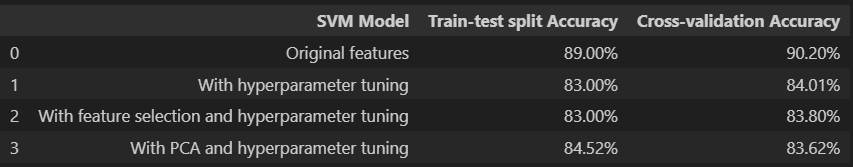 SVM Model Train-test split Accuracy Cross-validation Accuracy
0 Original features 89.00% 90.20%
1 With hyperparameter tuning 83.00% 84.01%
2 With feature selection and hyperparameter tuning 83.00% 83.80%
3 With PCA and hyperparameter tuning 84.52% 83.62%